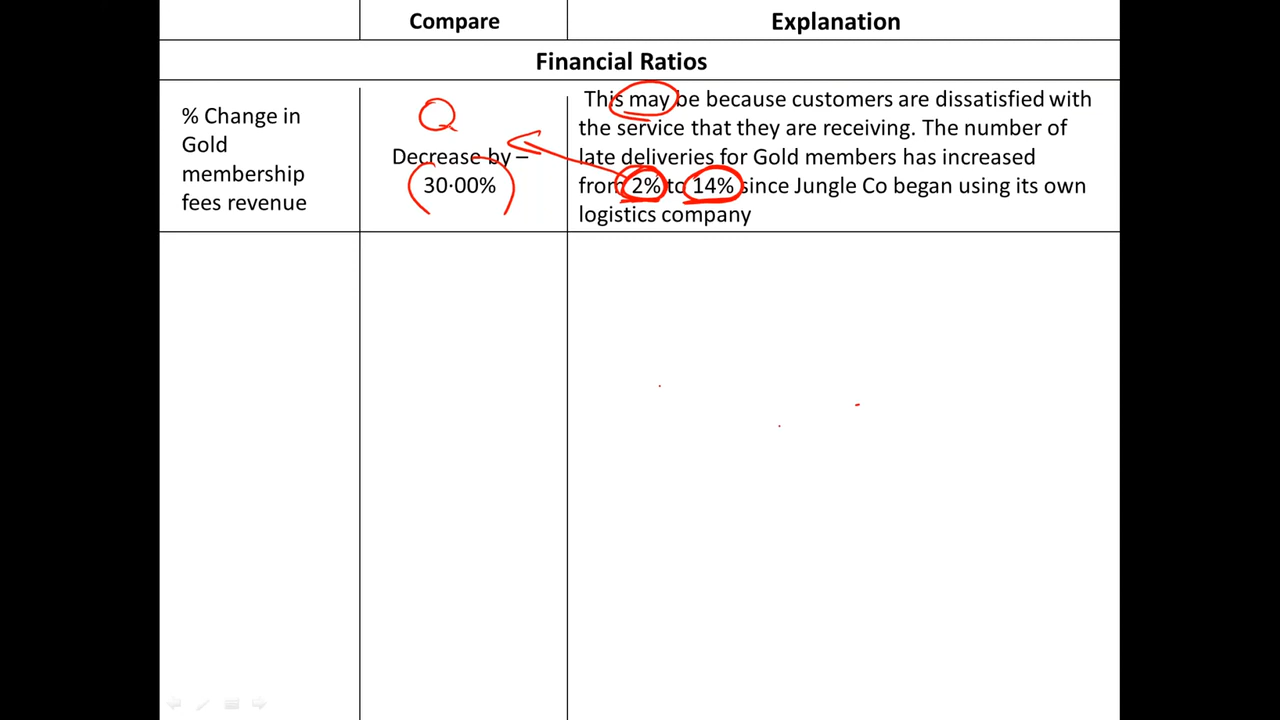 Compare
Explanation
Financial Ratios
% Change in
Gold
membership
fees revenue
Q
Decrease by –
30·00%
This may be because customers are dissatisfied with
the service that they are receiving. The number of
late deliveries for Gold members has increased
from 2% to 14% since Jungle Co began using its own
logistics company